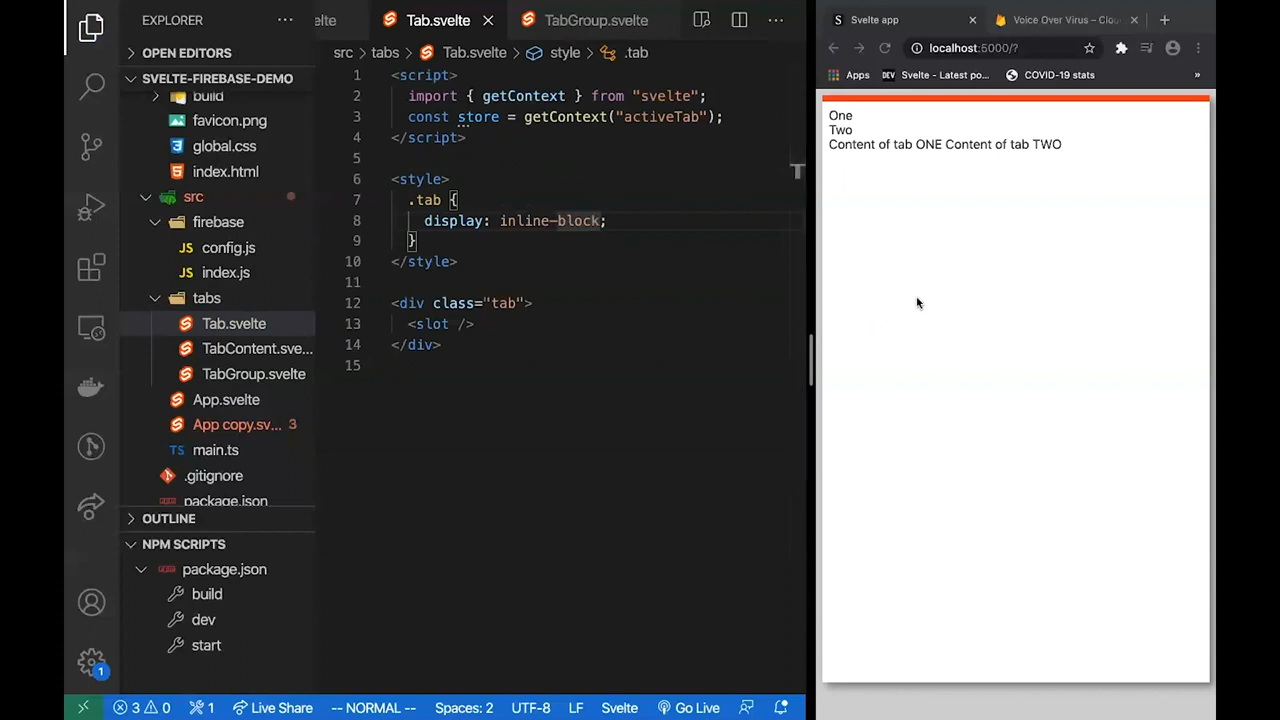 EXPLORER
elte
Tab.svelte
TabGroup.svelte
OPEN EDITORS
SVELTE-FIREBASE-DEMO
build
favicon.png
global.css
index.html
src
firebase
config.js
index.js
tabs
Tab.svelte
TabContent.sve...
TabGroup.svelte
App.svelte
App copy.sv... 3
main.ts
.gitignore
package.json
OUTLINE
NPM SCRIPTS
package.json
build
dev
start
src > tabs > Tab.svelte > style > .tab
1 <script>
2 import { getContext } from "svelte";
3 const store = getContext("activeTab");
4 </script>
5
6 <style>
7 .tab {
8 display: inline-block;
9 }
10 </style>
11
12 <div class="tab">
13 <slot />
14 </div>
15
1
3 0 1 Live Share -- NORMAL -- Spaces: 2 UTF-8 LF Svelte Go Live
Svelte app
Voice Over Virus – Clou
localhost:5000/?
Apps DEV Svelte - Latest po... COVID-19 stats »
One
Two
Content of tab ONE Content of tab TWO